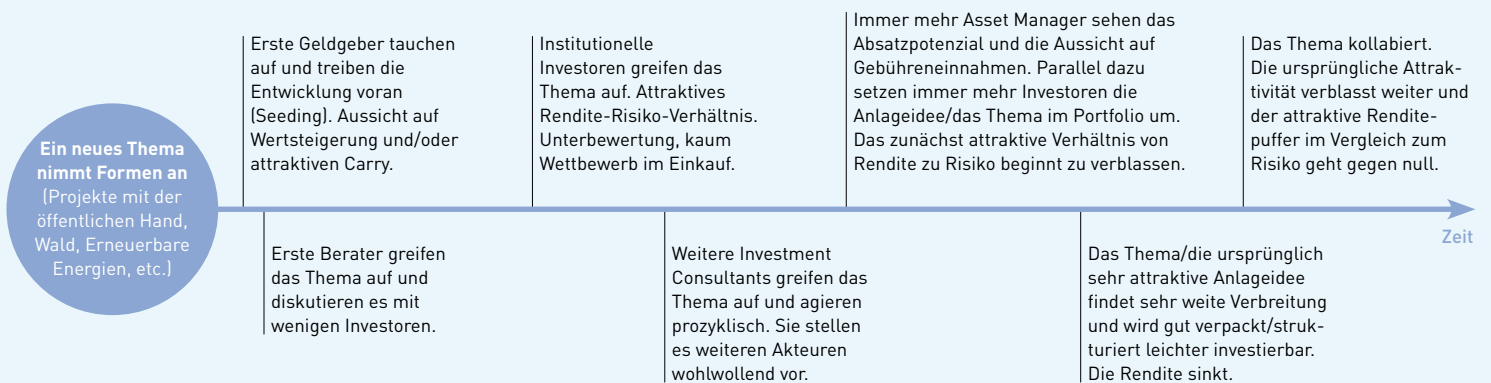 Ein neues Thema
nimmt Formen an
(Projekte mit der
öffentlichen Hand,
Wald, Erneuerbare
Energien, etc.)
Erste Geldgeber tauchen
auf und treiben die
Entwicklung voran
(Seeding). Aussicht auf
Wertsteigerung und/oder
attraktiven Carry.
Erste Berater greifen
das Thema auf und
diskutieren es mit
wenigen Investoren.
Institutionelle
Investoren greifen das
Thema auf. Attraktives
Rendite-Risiko-Verhältnis.
Unterbewertung, kaum
Wettbewerb im Einkauf.
Weitere Investment
Consultants greifen das
Thema auf und agieren
prozyklisch. Sie stellen
es weiteren Akteuren
wohlwollend vor.
Immer mehr Asset Manager sehen das
Absatzpotenzial und die Aussicht auf
Gebühreneinnahmen. Parallel dazu
setzen immer mehr Investoren die
Anlageidee/das Thema im Portfolio um.
Das zunächst attraktive Verhältnis von
Rendite zu Risiko beginnt zu verblassen.
Das Thema/die ursprünglich
sehr attraktive Anlageidee
findet sehr weite Verbreitung
und wird gut verpackt/struk-
turiert leichter investierbar.
Die Rendite sinkt.
Das Thema kollabiert.
Die ursprüngliche Attrak-
tivität verblasst weiter und
der attraktive Rendite-
puffer im Vergleich zum
Risiko geht gegen null.
Zeit